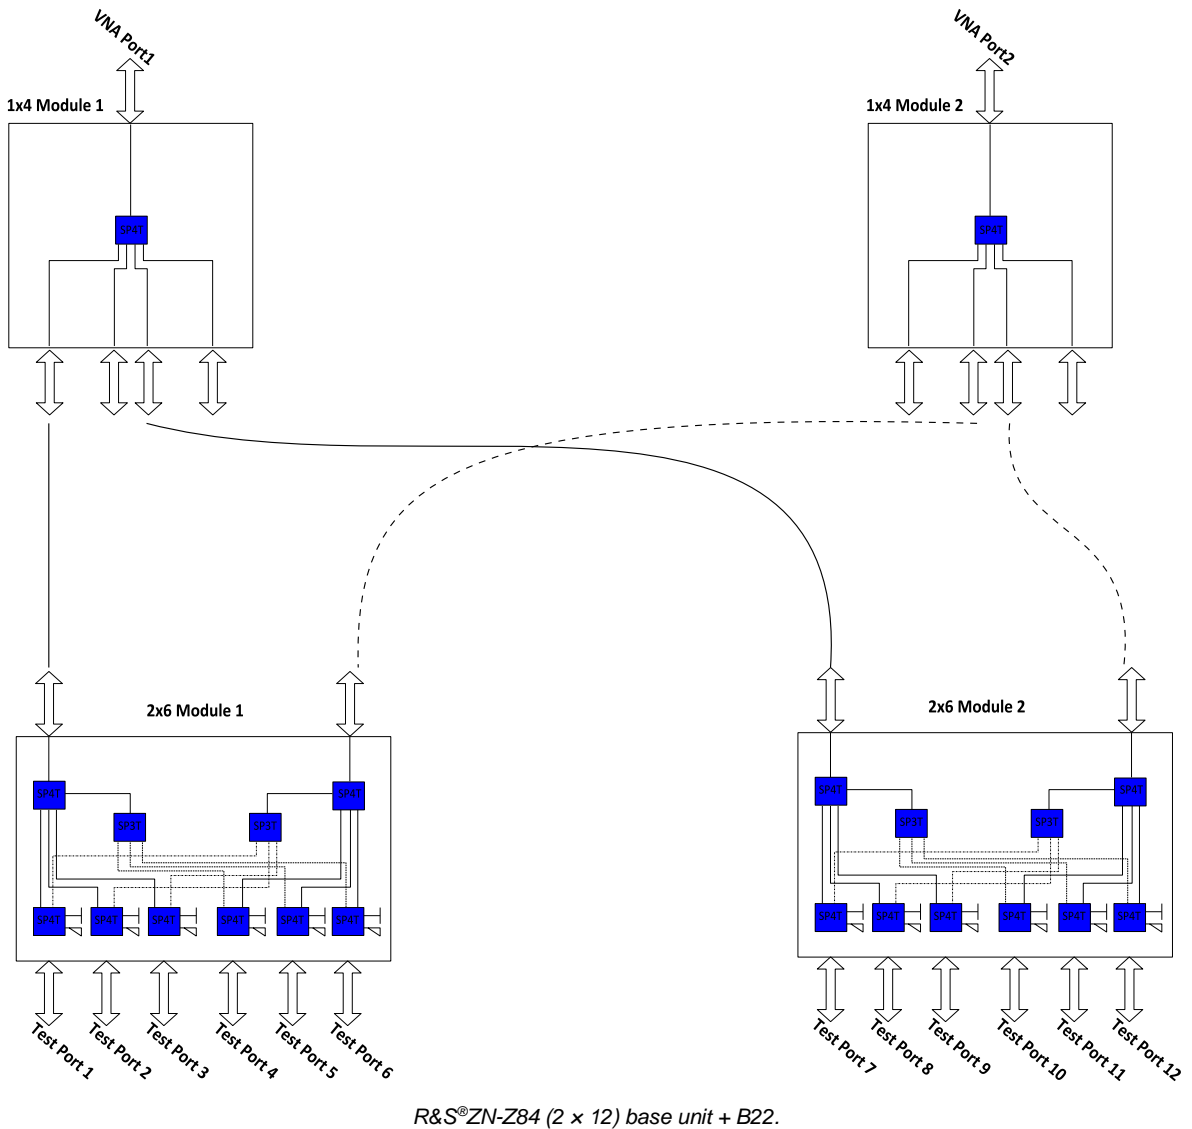 VNA Port1
VNA Port2
1x4 Module 1
1x4 Module 2
SP4T
SP4T
2x6 Module 1
2x6 Module 2
SP4T
SP4T
SP3T
SP3T
SP4T
SP4T
SP4T
SP4T
SP4T
SP4T
SP4T
SP4T
SP3T
SP3T
SP4T
SP4T
SP4T
SP4T
SP4T
SP4T
Test Port 1
Test Port 2
Test Port 3
Test Port 4
Test Port 5
Test Port 6
Test Port 7
Test Port 8
Test Port 9
Test Port 10
Test Port 11
Test Port 12
R&S®ZN-Z84 (2 × 12) base unit + B22.